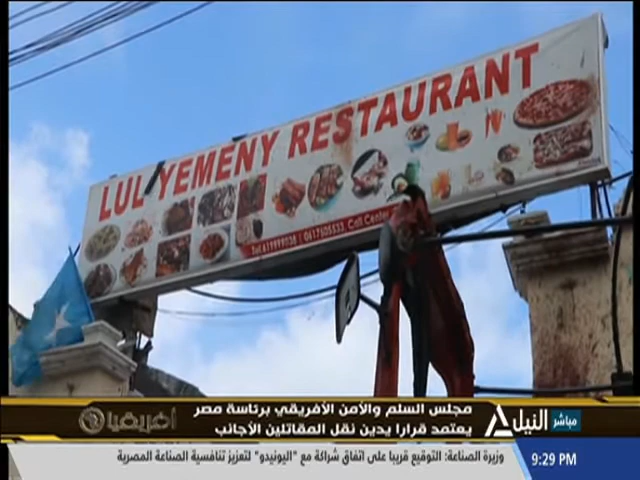 LUL YEMENY RESTAURANT
Call Center
مجلس السلم والأمن الأفريقي برئاسة مصر
يعتمد قرارا يدين نقل المقاتلين الأجانب
أفريقيا
النيل
مباشر
وزيرة الصناعة: التوقيع قريبا على اتفاق شراكة مع "اليونيدو" لتعزيز تنافسية الصناعة المصرية
9:29 PM